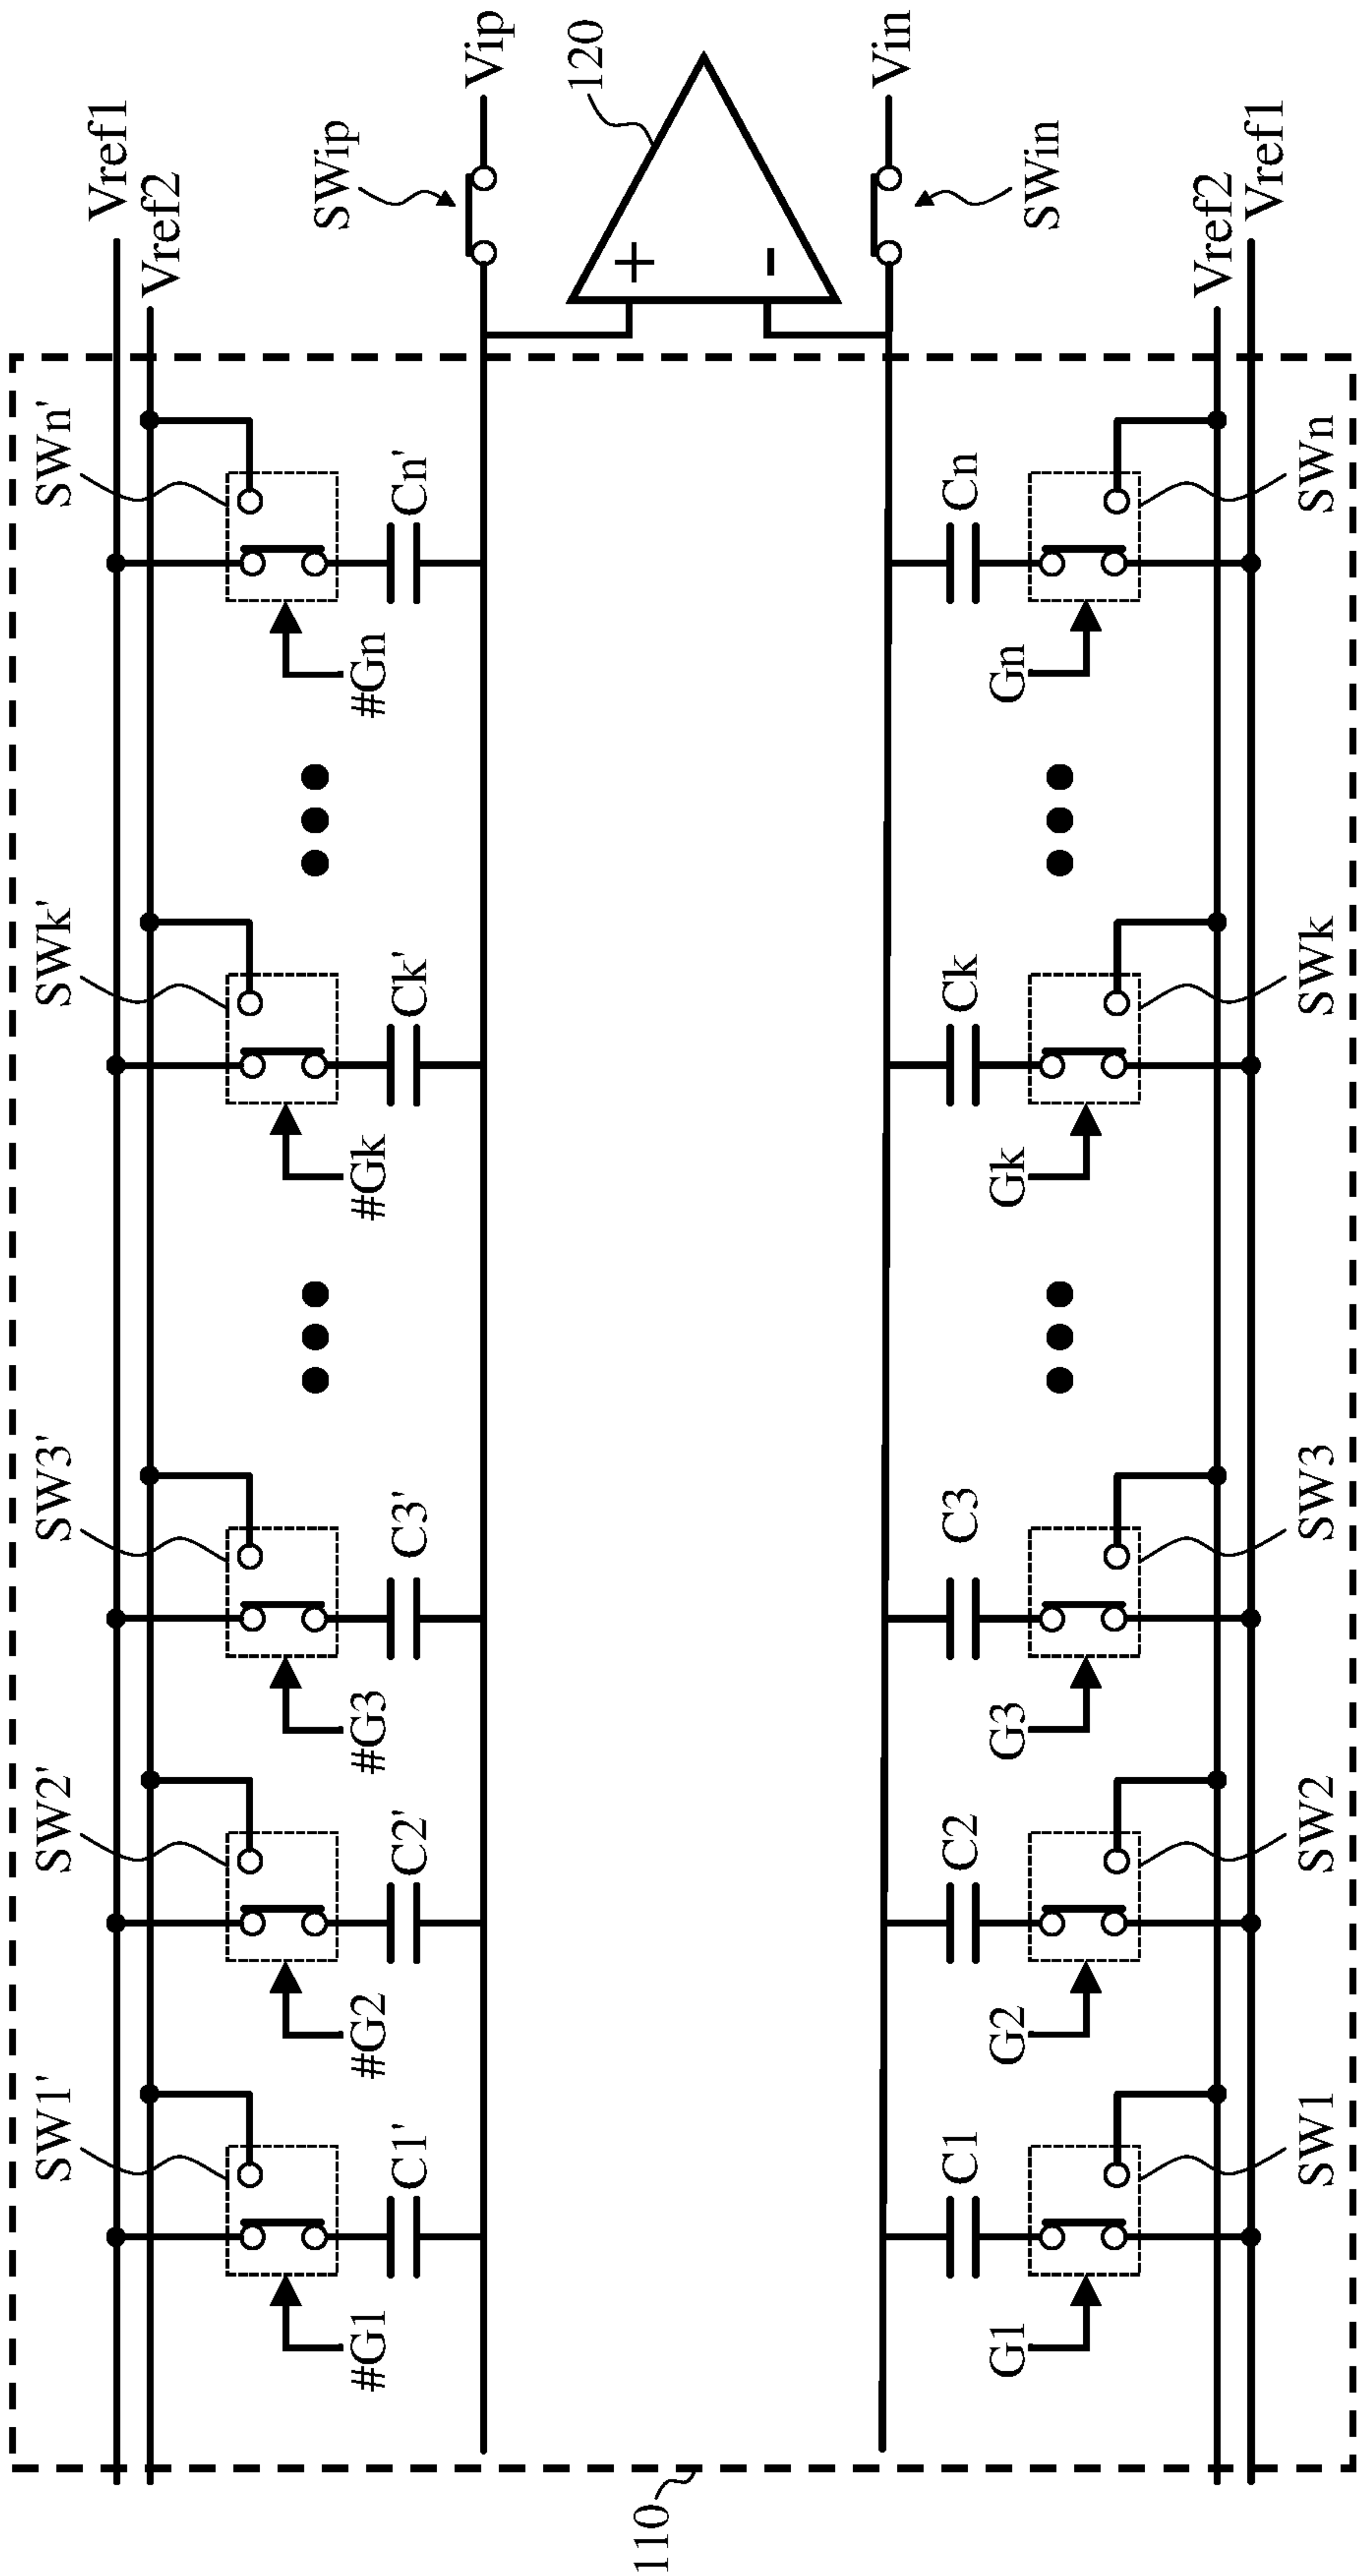 Vref1
Vref2
SW1'
SW2'
SW3'
SWk'
SWn'
#G1
#G2
#G3
#Gk
#Gn
C1'
C2'
C3'
Ck'
Cn'
SWip
Vip
110
120
+
-
Vin
SWin
C1
C2
C3
Ck
Cn
G1
G2
G3
Gk
Gn
Vref2
Vref1
SW1
SW2
SW3
SWk
SWn